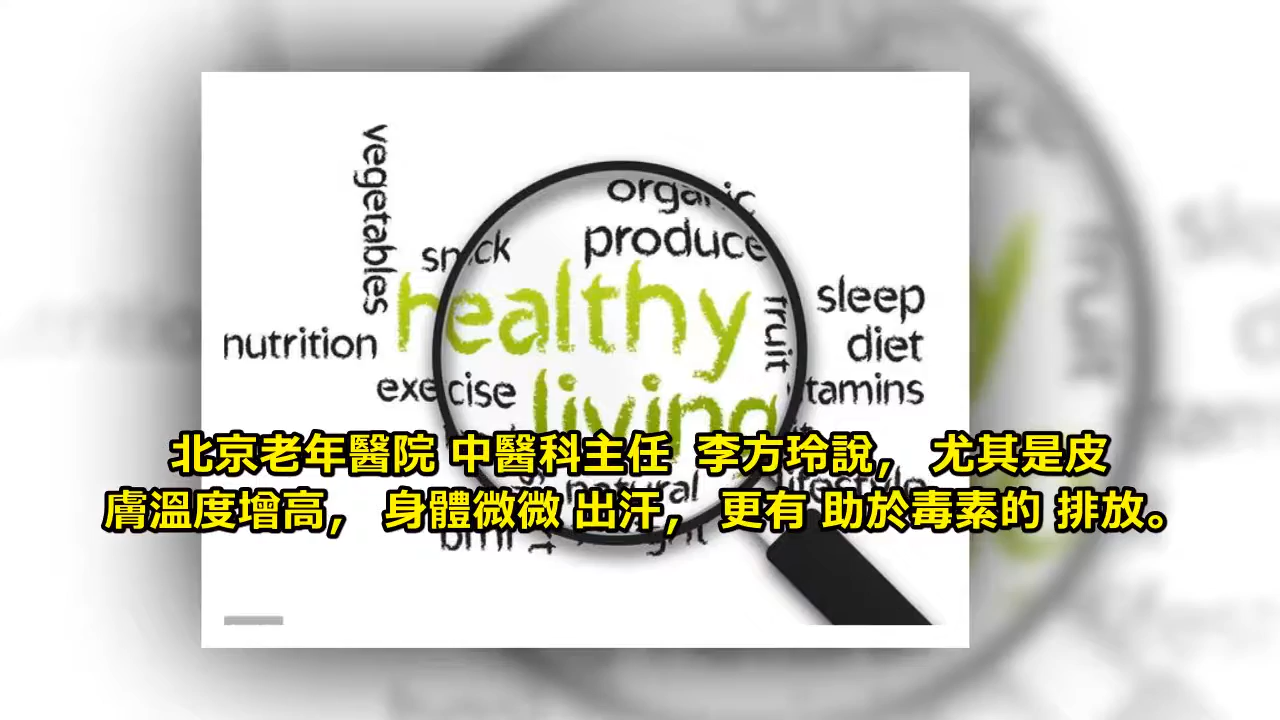 vegetables
organic
snack
produce
healthy
fruit
sleep
nutrition
diet
exercise
living
natural
lifestyle
北京老年醫院 中醫科主任 李方玲說， 尤其是皮
膚溫度增高， 身體微微 出汗， 更有 助於毒素的 排放。